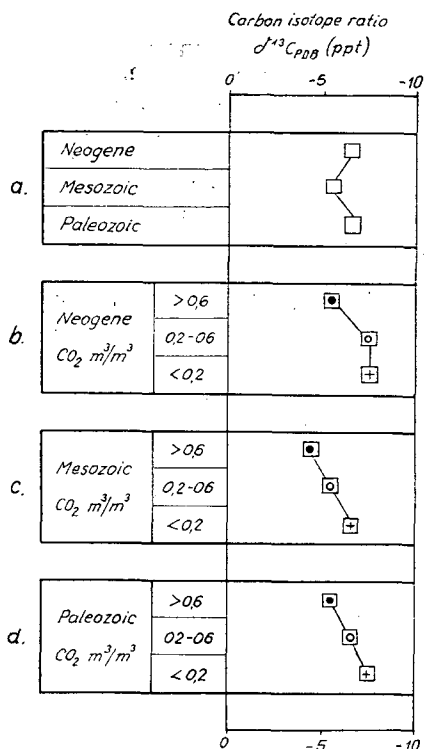 Carbon isotope ratio
δ¹³C_PDB (ppt)
0 -5 -10
a.
Neogene
Mesozoic
Paleozoic
b.
Neogene
CO₂ m³/m³
>0,6
0,2-06
<0,2
c.
Mesozoic
CO₂ m³/m³
>0,6
0,2-06
<0,2
d.
Paleozoic
CO₂ m³/m³
>0,6
02-06
<0,2
0 -5 -10